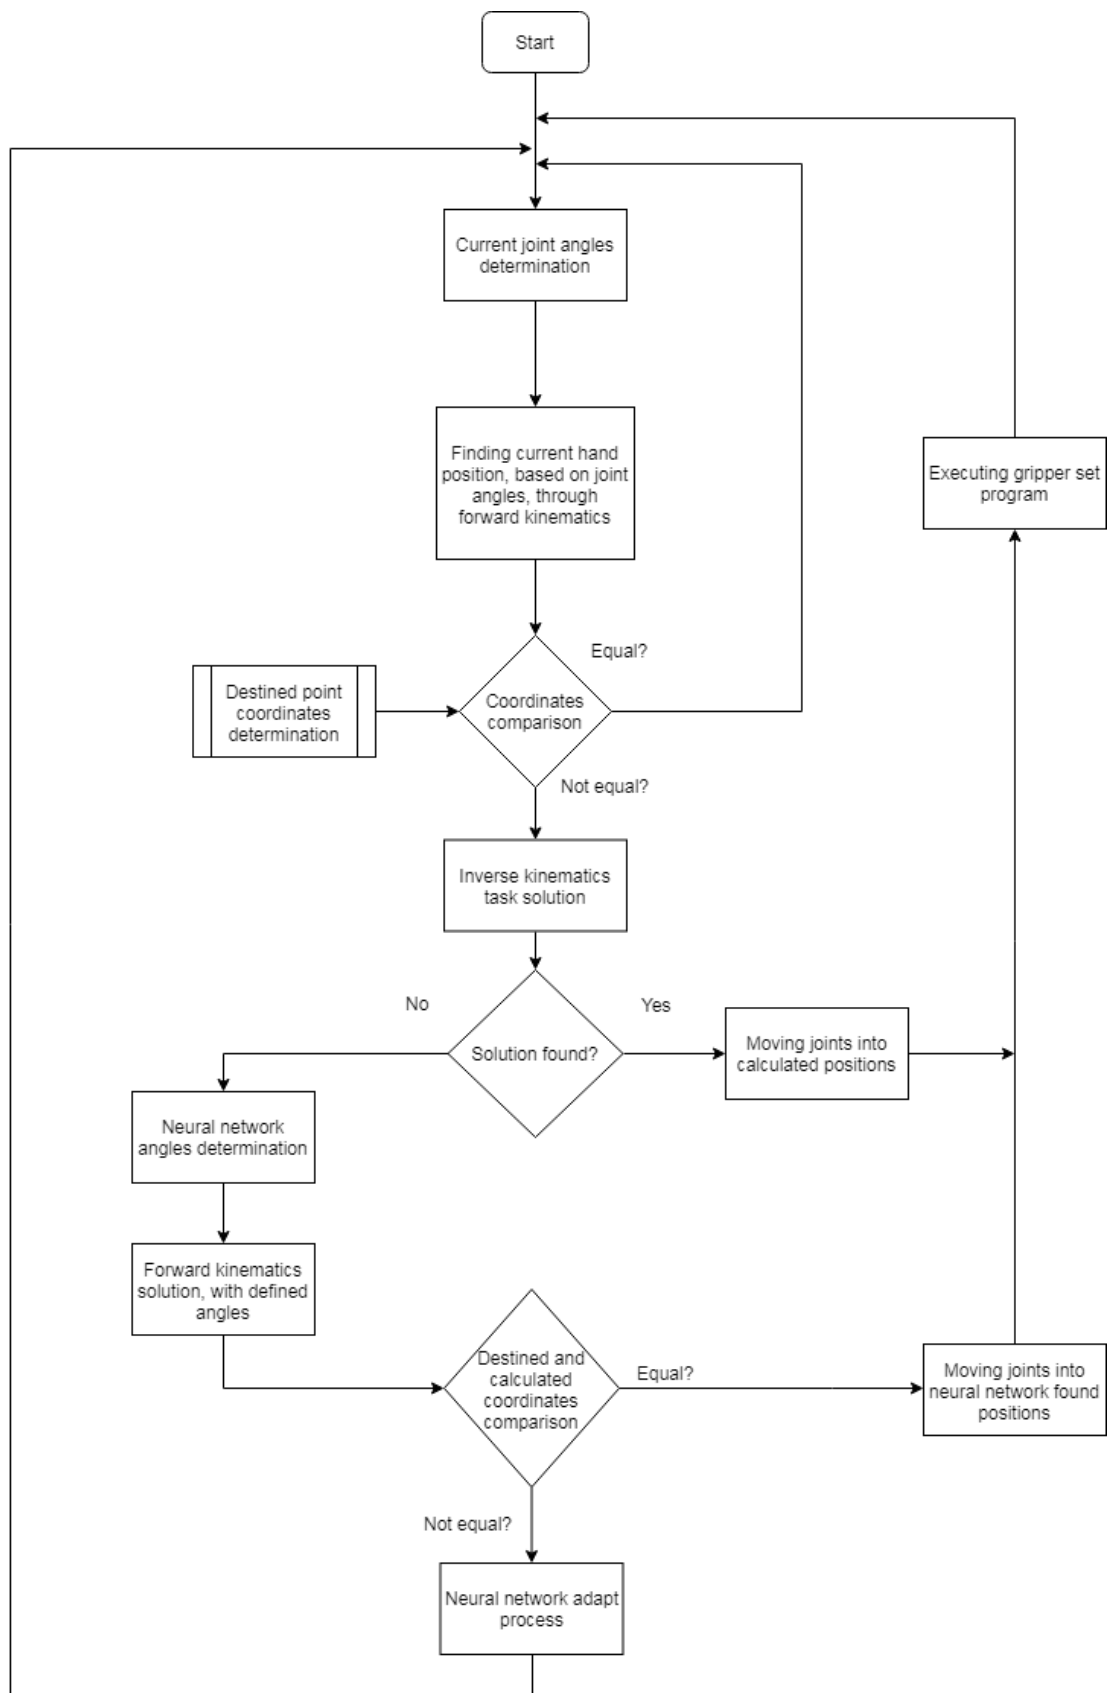 Start
Current joint angles
determination
Finding current hand
position, based on joint
angles, through
forward kinematics
Executing gripper set
program
Equal?
Destined point
coordinates
determination
Coordinates
comparison
Not equal?
Inverse kinematics
task solution
No
Yes
Solution found?
Moving joints into
calculated positions
Neural network
angles determination
Forward kinematics
solution, with defined
angles
Destined and
calculated
coordinates
comparison
Equal?
Moving joints into
neural network found
positions
Not equal?
Neural network adapt
process